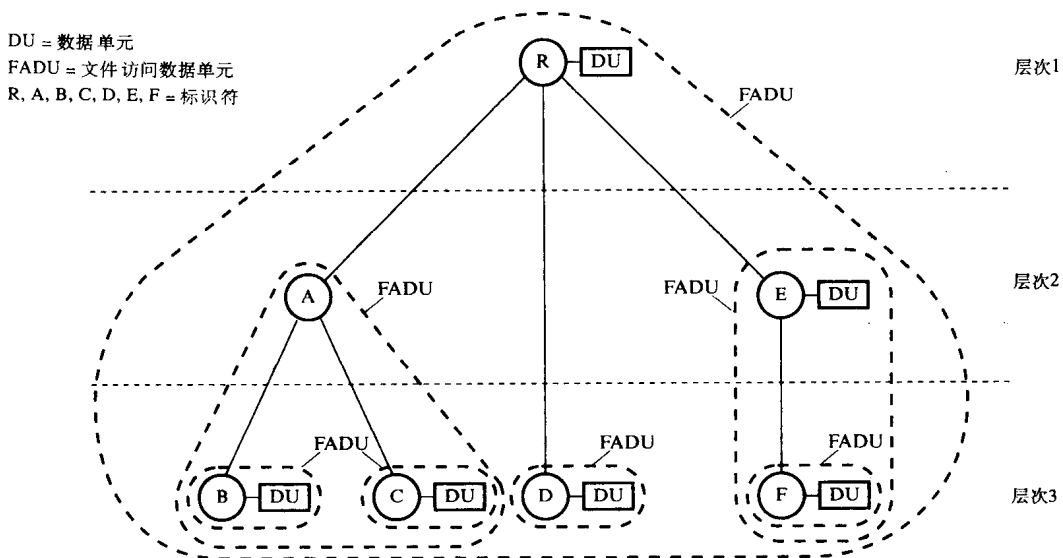 DU = 数据单元
FADU = 文件访问数据单元
R, A, B, C, D, E, F = 标识符
R DU
层次1
FADU
A
FADU
FADU
E DU
层次2
FADU
FADU
FADU
B DU
C DU
D DU
F DU
层次3